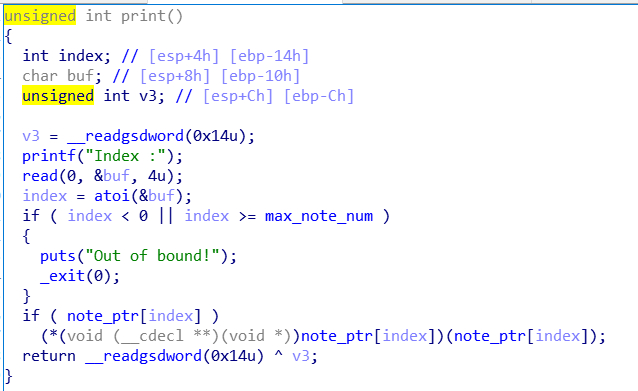 unsigned int print()
{
  int index; // [esp+4h] [ebp-14h]
  char buf; // [esp+8h] [ebp-10h]
  unsigned int v3; // [esp+Ch] [ebp-Ch]

  v3 = __readgsdword(0x14u);
  printf("Index :");
  read(0, &buf, 4u);
  index = atoi(&buf);
  if ( index < 0 || index >= max_note_num )
  {
    puts("Out of bound!");
    _exit(0);
  }
  if ( note_ptr[index] )
    (*(void (__cdecl **)(void *))note_ptr[index])(note_ptr[index]);
  return __readgsdword(0x14u) ^ v3;
}